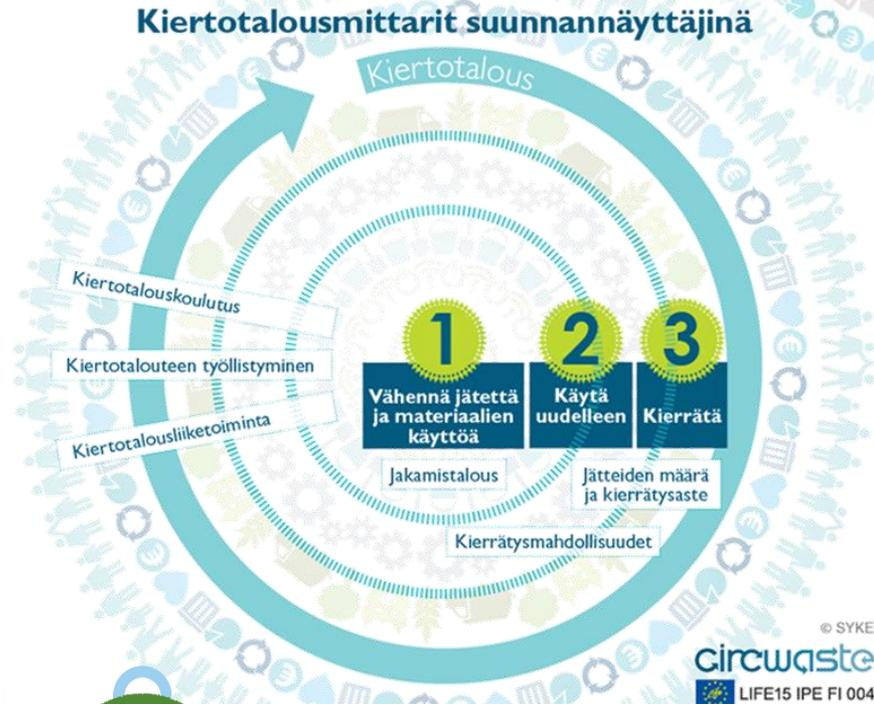 Kiertotalousmittarit suunnannäyttäjinä
Kiertotalous
Kiertotalouskoulutus
Kiertotalouteen työllistyminen
Kiertotalousliiketoiminta
1
Vähennä jätettä
ja materiaalien
käyttöä
2
Käytä
uudelleen
3
Kierrätä
Jakamistalous
Jätteiden määrä
ja kierrätysaste
Kierrätysmahdollisuudet
© SYKE
circwaste
LIFE15 IPE FI 004